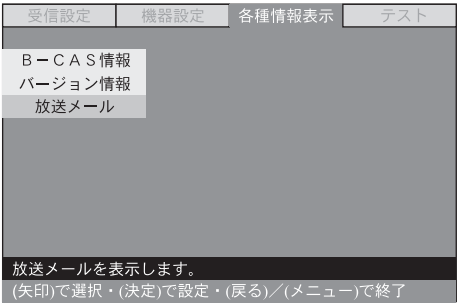 受信設定 機器設定 各種情報表示 テスト
B－CAS情報
バージョン情報
放送メール
放送メールを表示します。
(矢印)で選択・(決定)で設定・(戻る)／(メニュー)で終了